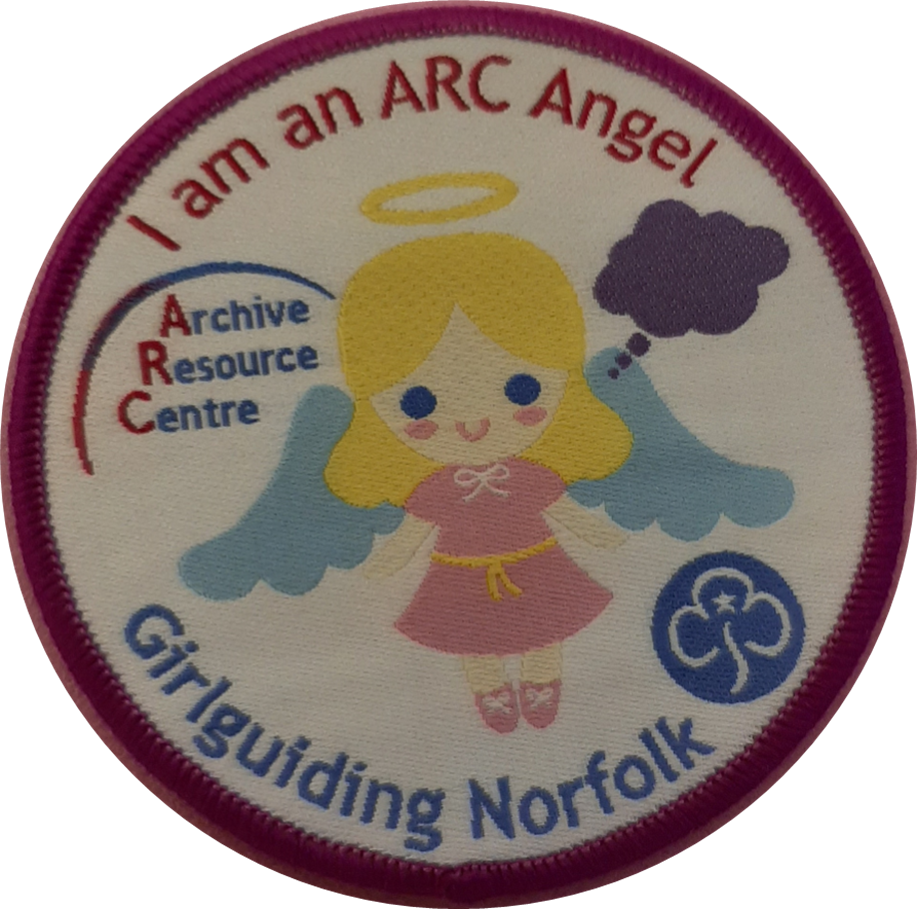 I am an ARC Angel
Archive
Resource
Centre
Girlguiding Norfolk